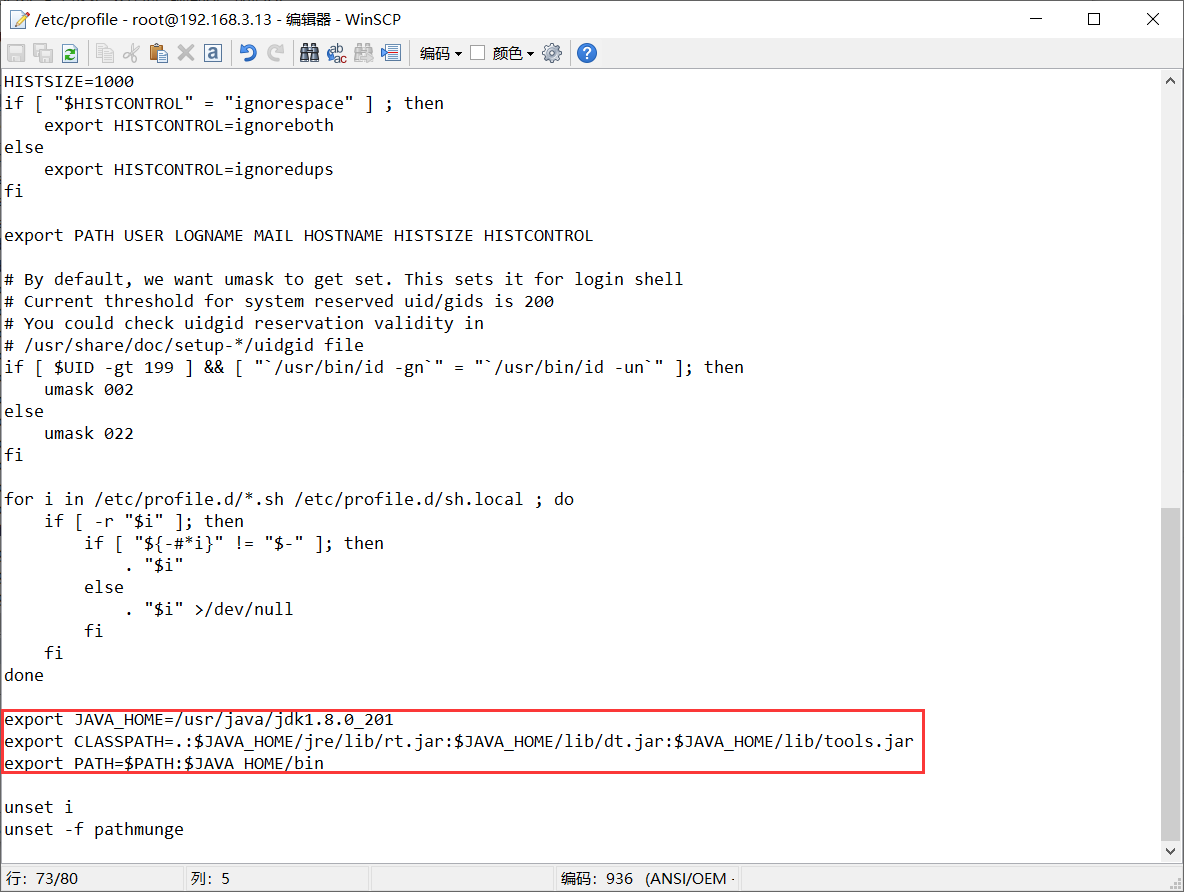 /etc/profile - root@192.168.3.13 - 编辑器 - WinSCP
编码 颜色
HISTSIZE=1000
if [ "$HISTCONTROL" = "ignorespace" ] ; then
    export HISTCONTROL=ignoreboth
else
    export HISTCONTROL=ignoredups
fi
export PATH USER LOGNAME MAIL HOSTNAME HISTSIZE HISTCONTROL
# By default, we want umask to get set. This sets it for login shell
# Current threshold for system reserved uid/gids is 200
# You could check uidgid reservation validity in
# /usr/share/doc/setup-*/uidgid file
if [ $UID -gt 199 ] && [ "`/usr/bin/id -gn`" = "`/usr/bin/id -un`" ]; then
    umask 002
else
    umask 022
fi
for i in /etc/profile.d/*.sh /etc/profile.d/sh.local ; do
    if [ -r "$i" ]; then
        if [ "${-#*i}" != "$-" ]; then
            . "$i"
        else
            . "$i" >/dev/null
        fi
    fi
done
export JAVA_HOME=/usr/java/jdk1.8.0_201
export CLASSPATH=.:$JAVA_HOME/jre/lib/rt.jar:$JAVA_HOME/lib/dt.jar:$JAVA_HOME/lib/tools.jar
export PATH=$PATH:$JAVA_HOME/bin
unset i
unset -f pathmunge
行: 73/80 列: 5 编码: 936 (ANSI/OEM -